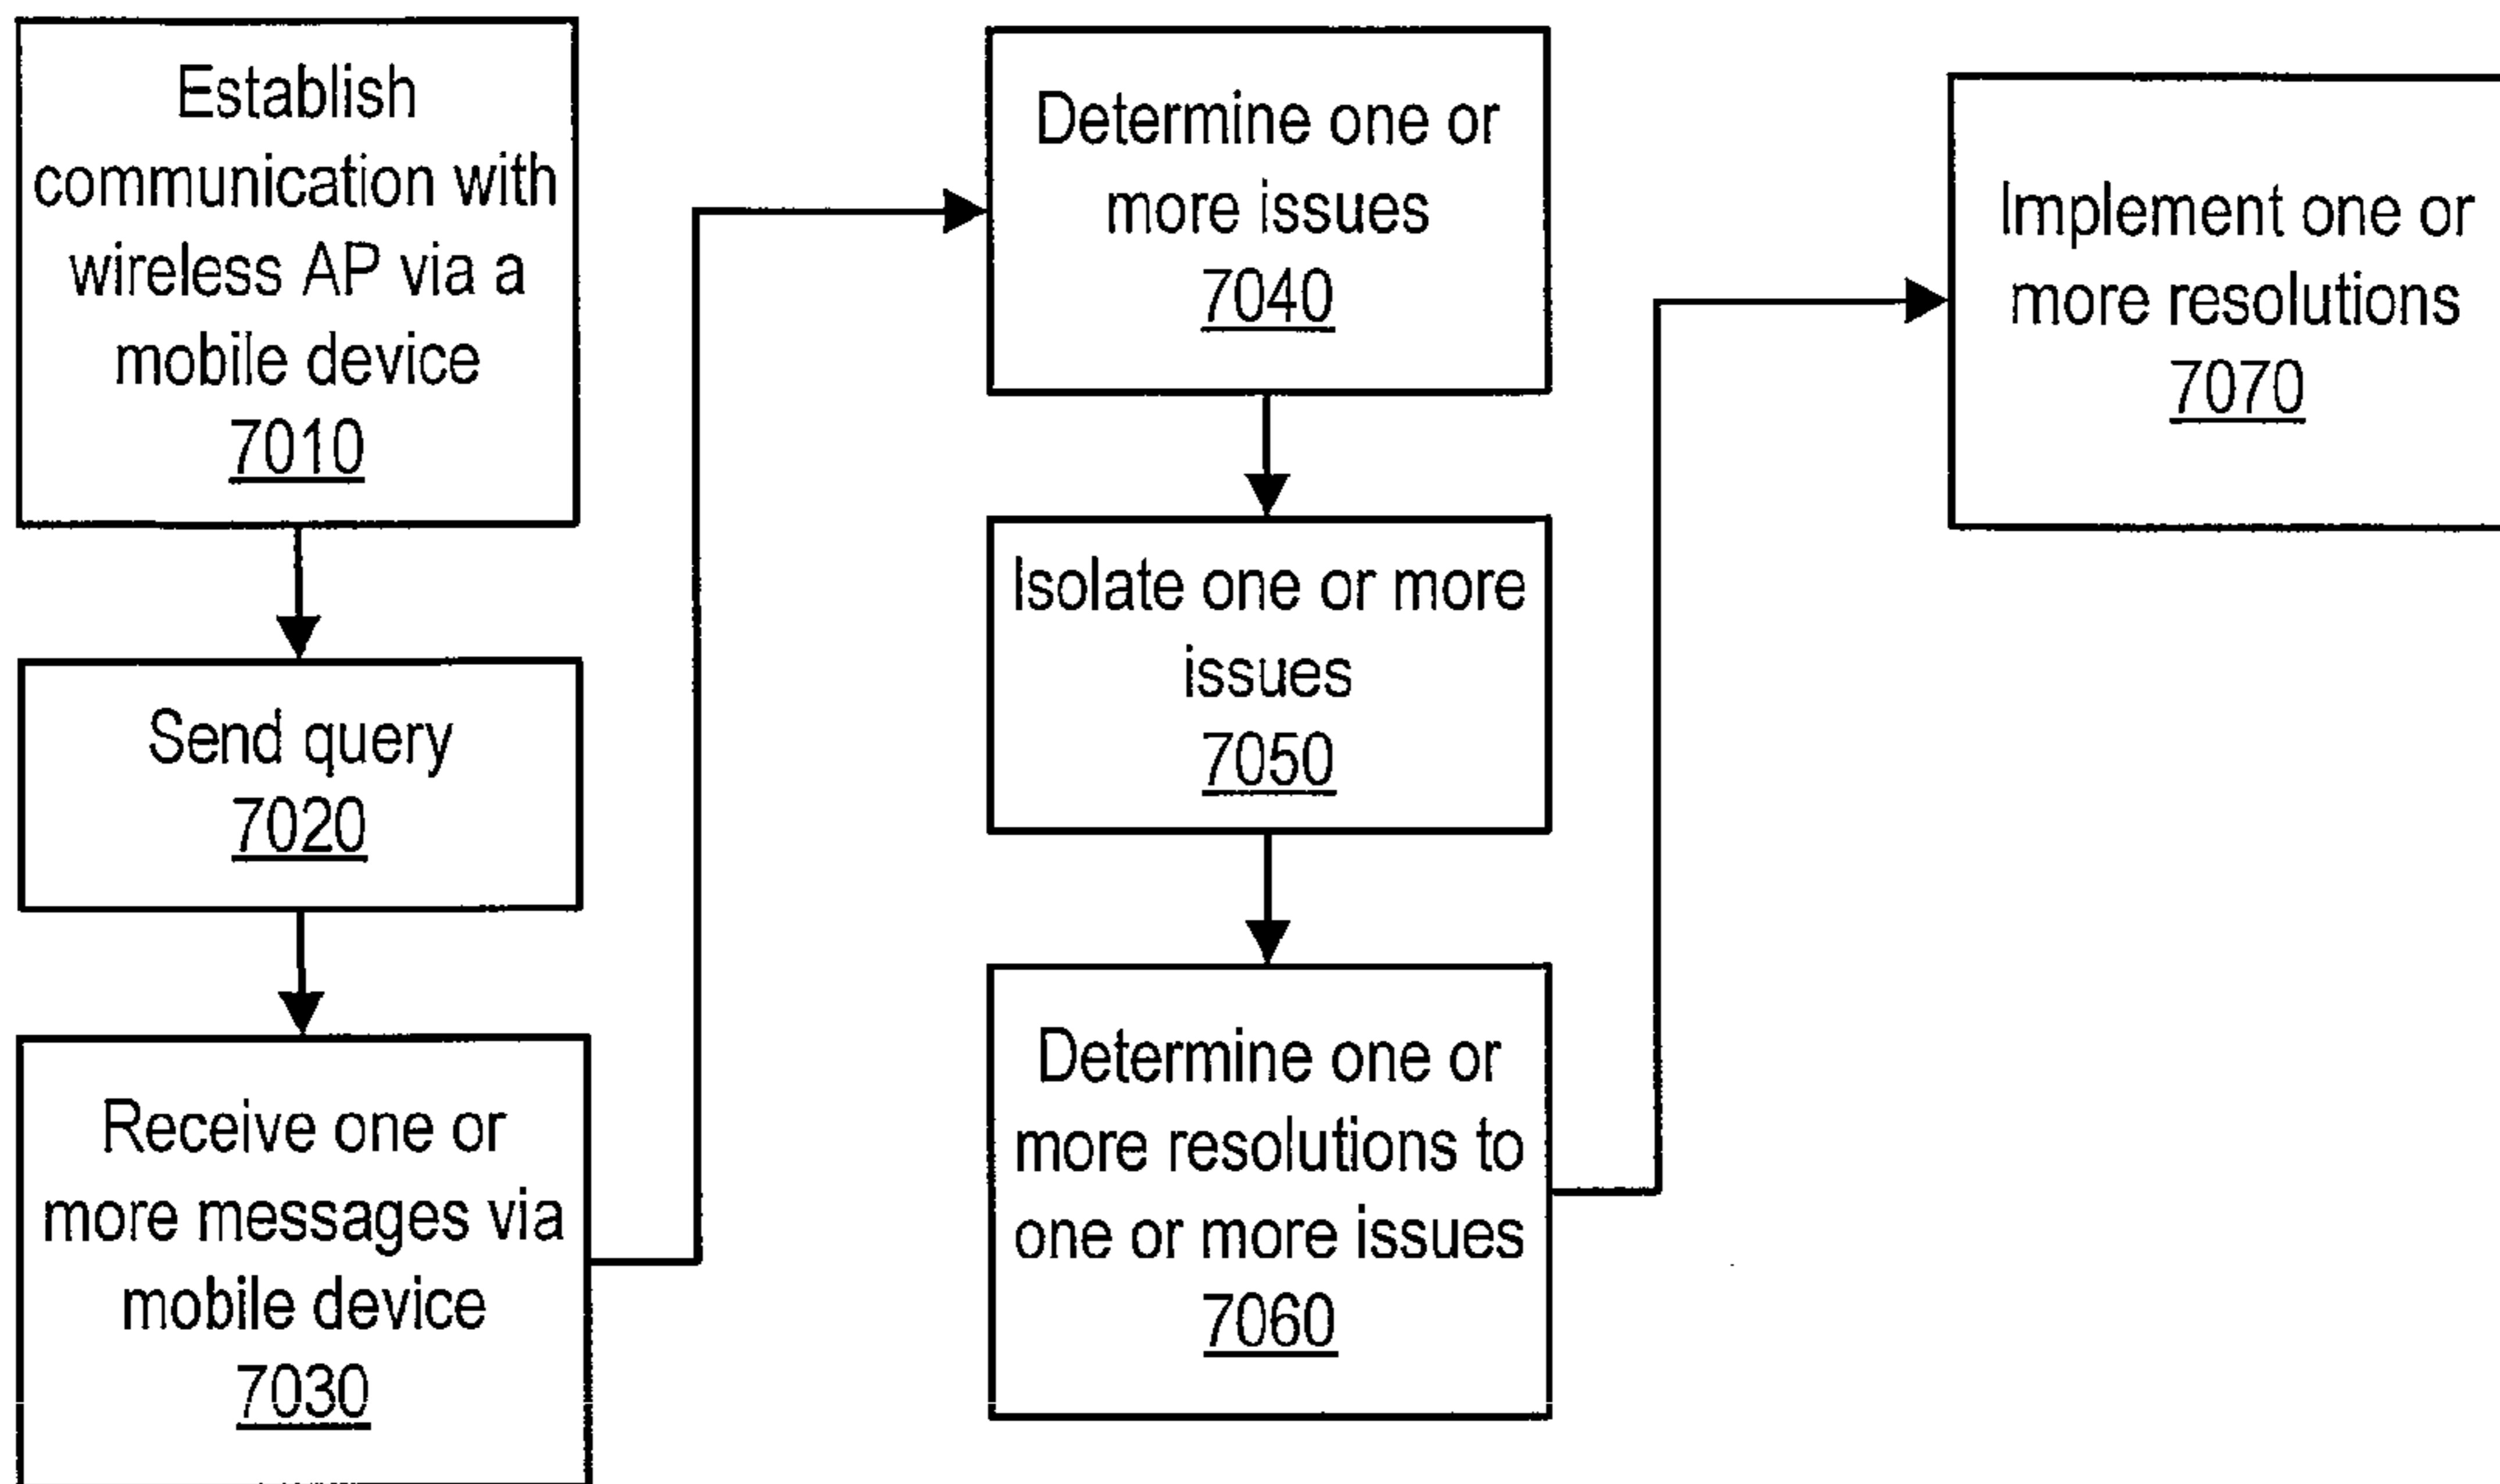 Establish
communication with
wireless AP via a
mobile device
7010
Send query
7020
Receive one or
more messages via
mobile device
7030
Determine one or
more issues
7040
Isolate one or more
issues
7050
Determine one or
more resolutions to
one or more issues
7060
Implement one or
more resolutions
7070